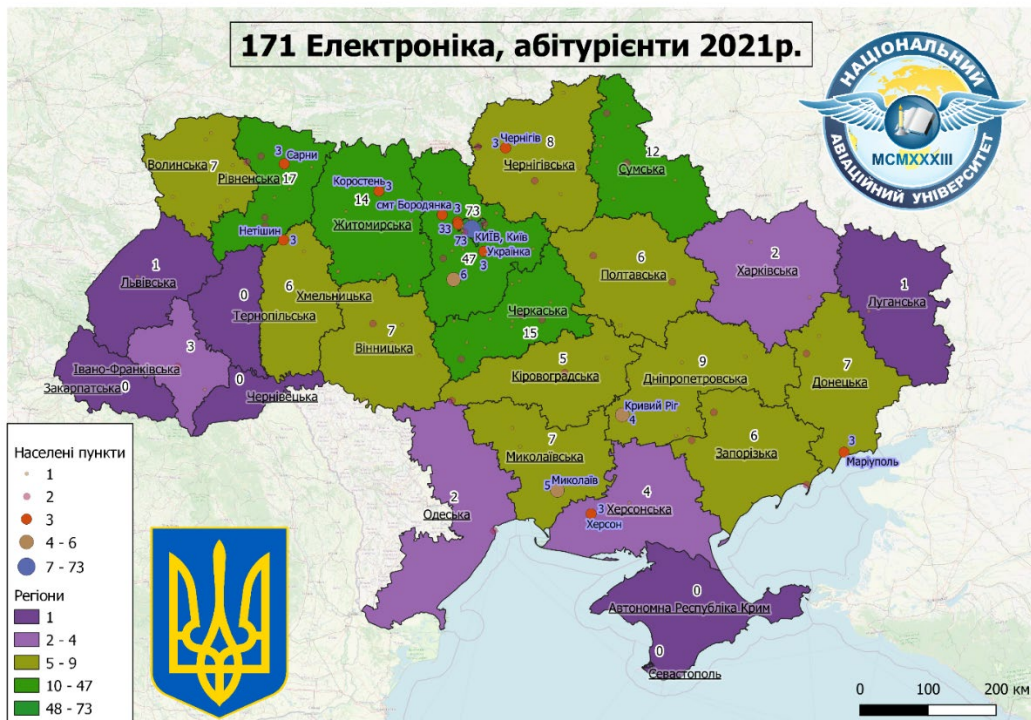 171 Електроніка, абітурієнти 2021р.
НАЦІОНАЛЬНИЙ
АВІАЦІЙНИЙ УНІВЕРСИТЕТ
MCMXXXIII
3 Чернігів
8
Чернігівська
12
Сумська
Волинська 7
3 Сарни
Рівненська 17
Коростень 3
14
Житомирська
смт Бородянка 3
73
33
73 КИЇВ, Київ
Українка
47
3
6
Нетішин
3
6
Полтавська
2
Харківська
1
Луганська
1
Львівська
0
Тернопільська
6
Хмельницька
7
Вінницька
Черкаська
15
3
Івано-Франківська
Закарпатська 0
0
Чернівецька
5
Кіровоградська
9
Дніпропетровська
7
Донецька
Кривий Ріг
4
7
Миколаївська
6
Запорізька
3
Маріуполь
5 Миколаїв
2
Одеська
4
Херсонська
3
Херсон
0
Автономна Республіка Крим
0
Севастополь
Населені пункти
1
2
3
4 - 6
7 - 73
Регіони
1
2 - 4
5 - 9
10 - 47
48 - 73
0 100 200 км